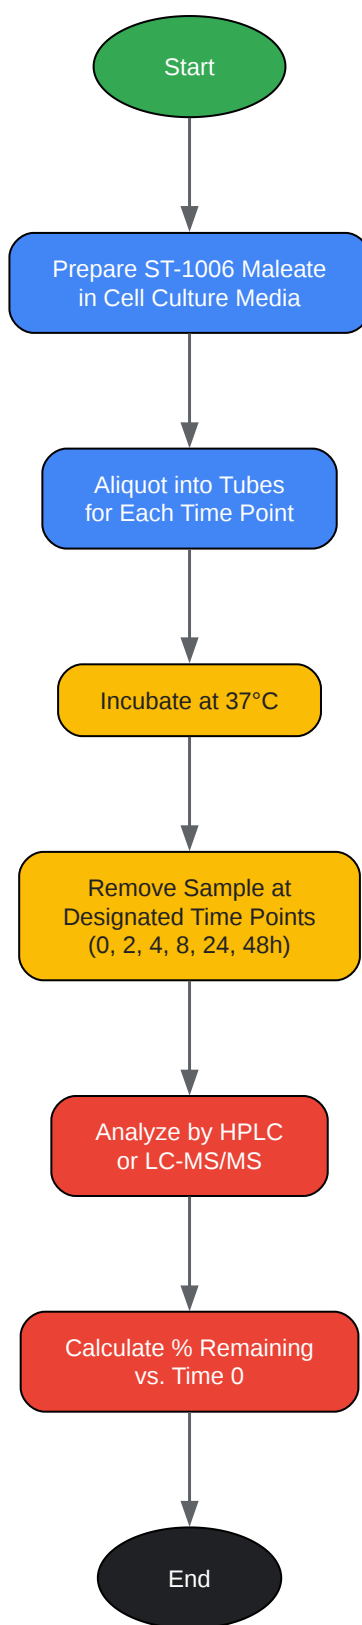 Start
Prepare ST-1006 Maleate
in Cell Culture Media
Aliquot into Tubes
for Each Time Point
Incubate at 37°C
Remove Sample at
Designated Time Points
(0, 2, 4, 8, 24, 48h)
Analyze by HPLC
or LC-MS/MS
Calculate % Remaining
vs. Time 0
End